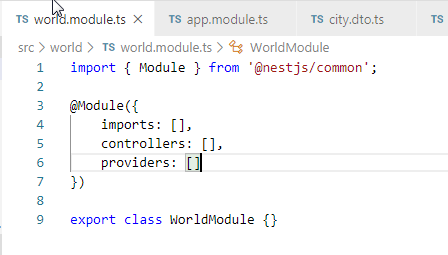 TS world.module.ts × TS app.module.ts TS city.dto.ts TS
src > world > TS world.module.ts > WorldModule
1 import { Module } from '@nestjs/common';
2
3 @Module({
4 imports: [],
5 controllers: [],
6 providers: []
7 })
8
9 export class WorldModule {}